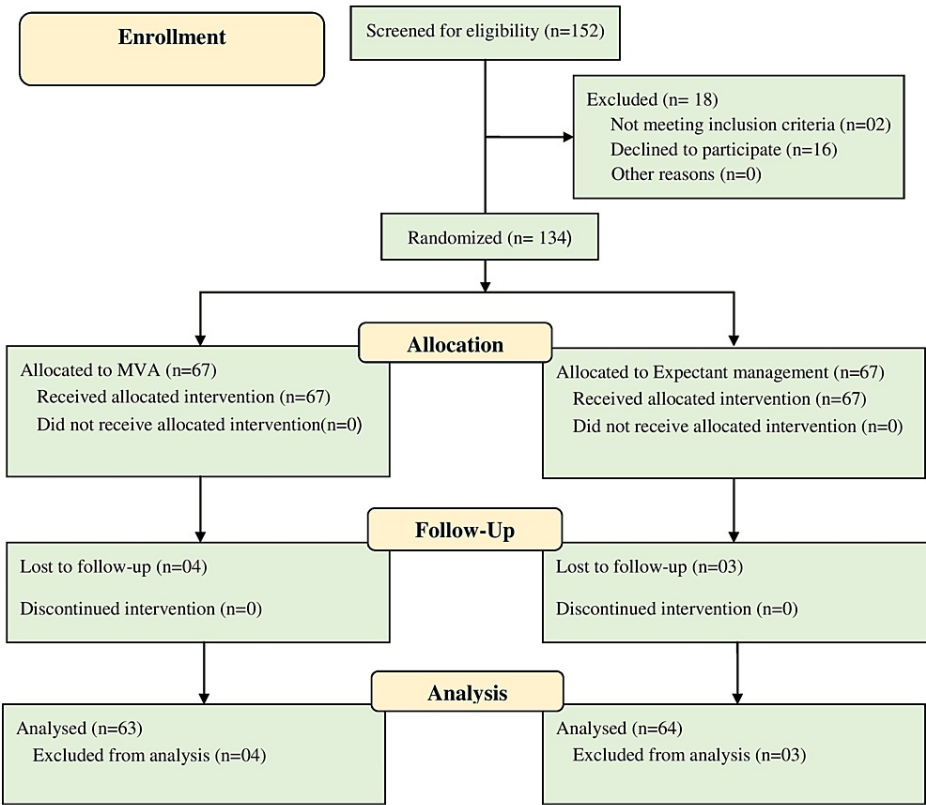 Enrollment
Screened for eligibility (n=152)
Excluded (n= 18)
Not meeting inclusion criteria (n=02)
Declined to participate (n=16)
Other reasons (n=0)
Randomized (n= 134)
Allocation
Allocated to MVA (n=67)
Received allocated intervention (n=67)
Did not receive allocated intervention(n=0)
Allocated to Expectant management (n=67)
Received allocated intervention (n=67)
Did not receive allocated intervention (n=0)
Follow-Up
Lost to follow-up (n=04)
Discontinued intervention (n=0)
Lost to follow-up (n=03)
Discontinued intervention (n=0)
Analysis
Analysed (n=63)
Excluded from analysis (n=04)
Analysed (n=64)
Excluded from analysis (n=03)